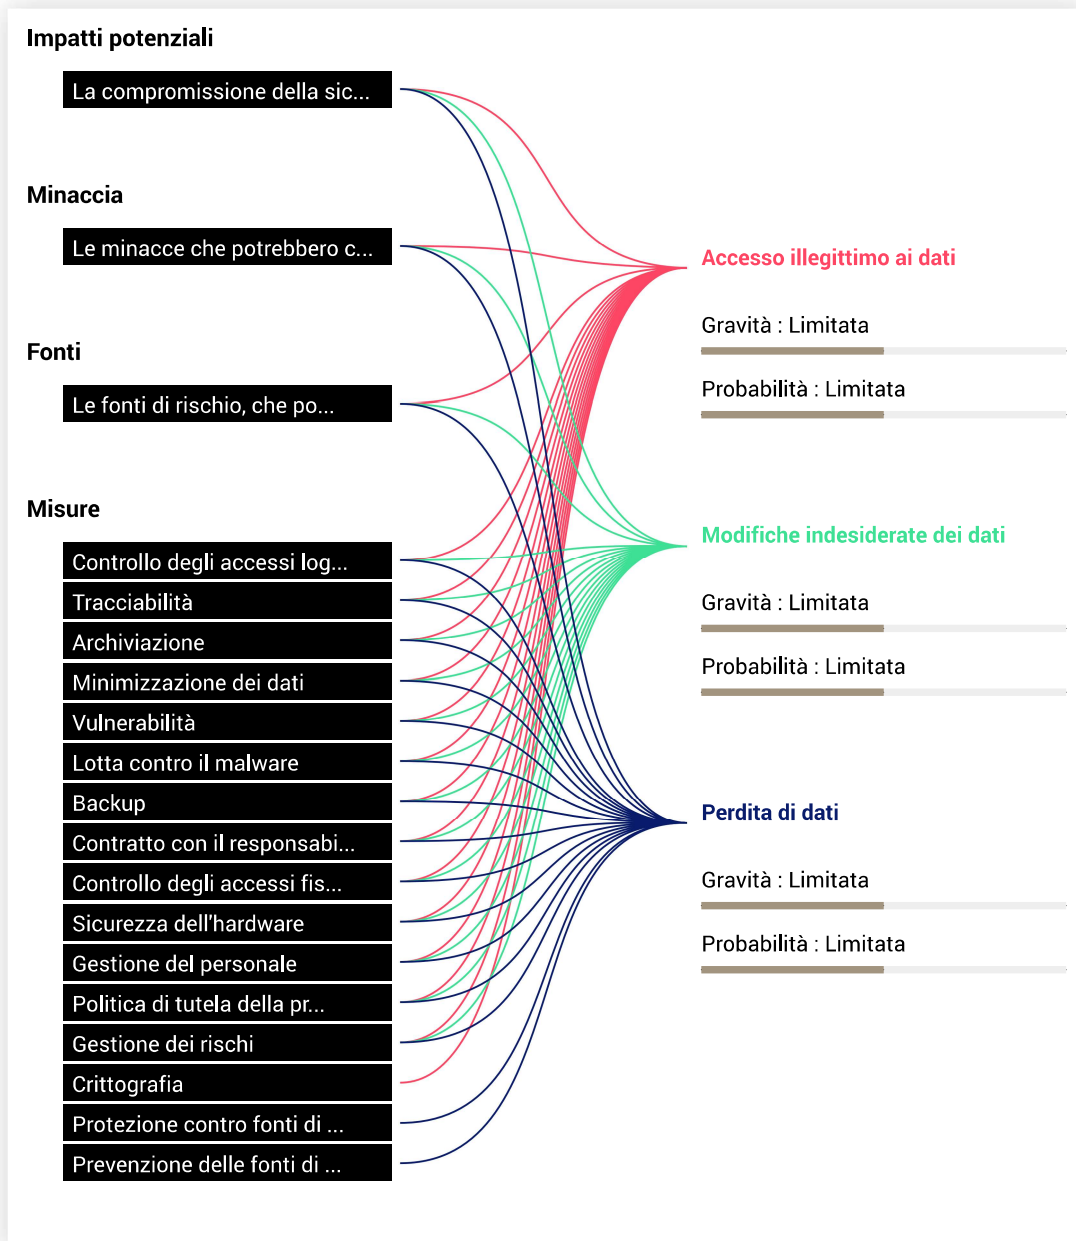 Impatti potenziali
La compromissione della sic...
Minaccia
Le minacce che potrebbero c...
Fonti
Le fonti di rischio, che po...
Misure
Controllo degli accessi log...
Tracciabilità
Archiviazione
Minimizzazione dei dati
Vulnerabilità
Lotta contro il malware
Backup
Contratto con il responsabi...
Controllo degli accessi fis...
Sicurezza dell'hardware
Gestione del personale
Politica di tutela della pr...
Gestione dei rischi
Crittografia
Protezione contro fonti di ...
Prevenzione delle fonti di ...
Accesso illegittimo ai dati
Gravità : Limitata
Probabilità : Limitata
Modifiche indesiderate dei dati
Gravità : Limitata
Probabilità : Limitata
Perdita di dati
Gravità : Limitata
Probabilità : Limitata